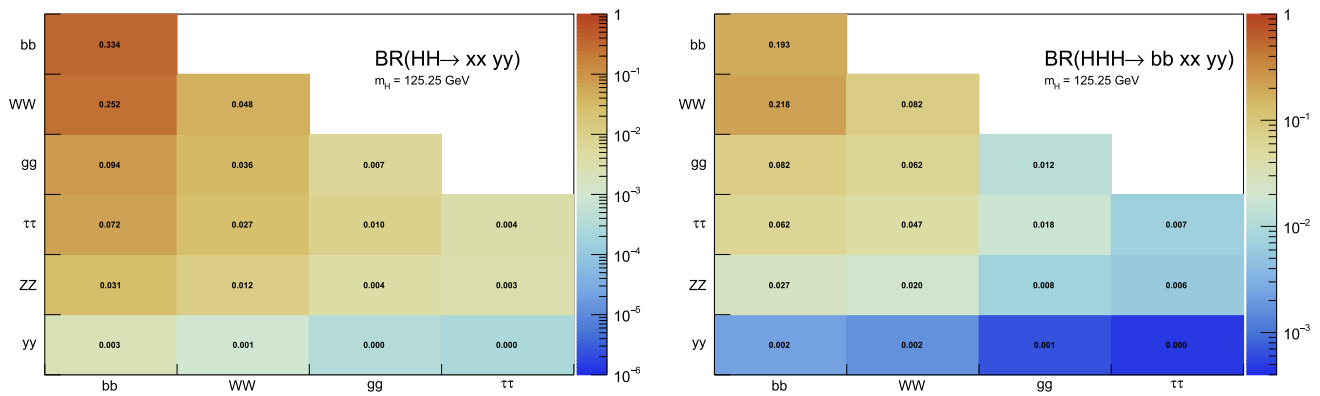 BR(HH→ xx yy)
m_H = 125.25 GeV
bb 0.334
WW 0.252 0.048
gg 0.094 0.036 0.007
ττ 0.072 0.027 0.010 0.004
ZZ 0.031 0.012 0.004 0.003
yy 0.003 0.001 0.000 0.000
bb WW gg ττ
1
10⁻¹
10⁻²
10⁻³
10⁻⁴
10⁻⁵
10⁻⁶
BR(HHH→ bb xx yy)
m_H = 125.25 GeV
bb 0.193
WW 0.218 0.082
gg 0.082 0.062 0.012
ττ 0.062 0.047 0.018 0.007
ZZ 0.027 0.020 0.008 0.006
yy 0.002 0.002 0.001 0.000
bb WW gg ττ
1
10⁻¹
10⁻²
10⁻³